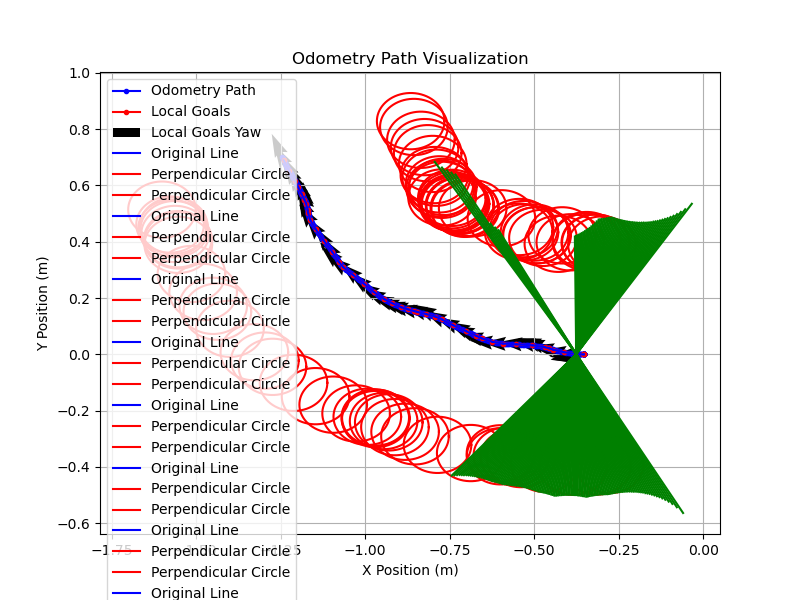 Odometry Path Visualization
1.0
0.8
0.6
0.4
0.2
0.0
−0.2
−0.4
−0.6
Y Position (m)
Odometry Path
Local Goals
Local Goals Yaw
Original Line
Perpendicular Circle
Perpendicular Circle
Original Line
Perpendicular Circle
Perpendicular Circle
Original Line
Perpendicular Circle
Perpendicular Circle
Original Line
Perpendicular Circle
Perpendicular Circle
Original Line
Perpendicular Circle
Perpendicular Circle
Original Line
Perpendicular Circle
Perpendicular Circle
Original Line
Perpendicular Circle
Perpendicular Circle
Original Line
−1.75 −1.00 −0.75 −0.50 −0.25 0.00
X Position (m)